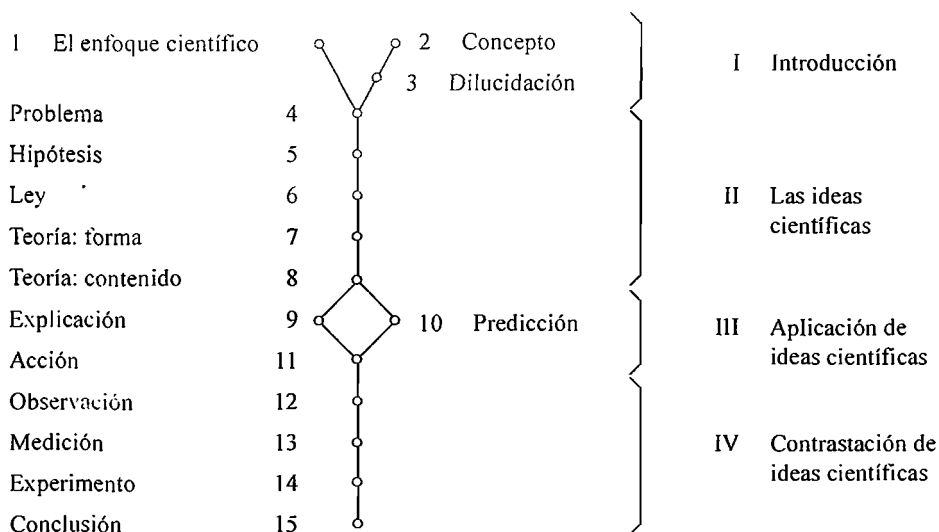 1 El enfoque científico
2 Concepto
3 Dilucidación
Problema 4
Hipótesis 5
Ley 6
Teoría: forma 7
Teoría: contenido 8
Explicación 9
10 Predicción
Acción 11
Observación 12
Medición 13
Experimento 14
Conclusión 15
I Introducción
II Las ideas
científicas
III Aplicación de
ideas científicas
IV Contrastación de
ideas científicas